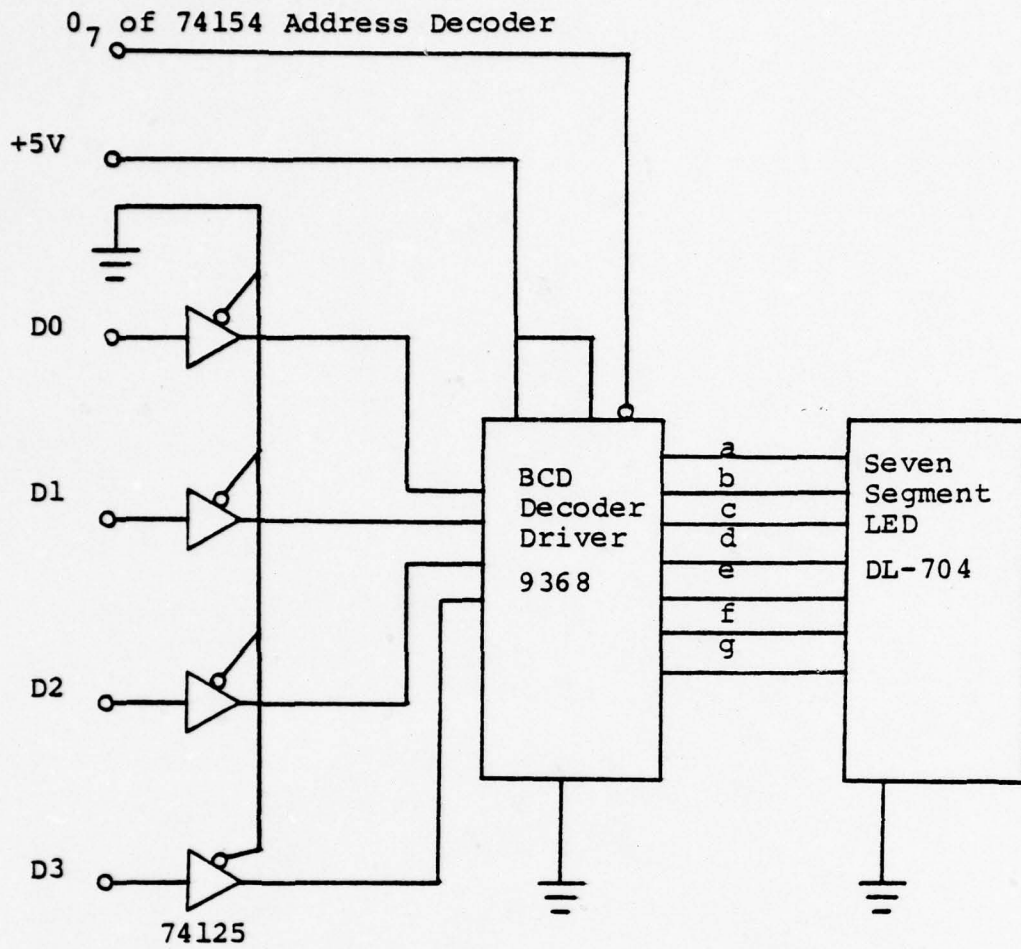 O7 of 74154 Address Decoder
+5V
D0
D1
D2
D3
74125
BCD
Decoder
Driver
9368
a
b
c
d
e
f
g
Seven
Segment
LED
DL-704